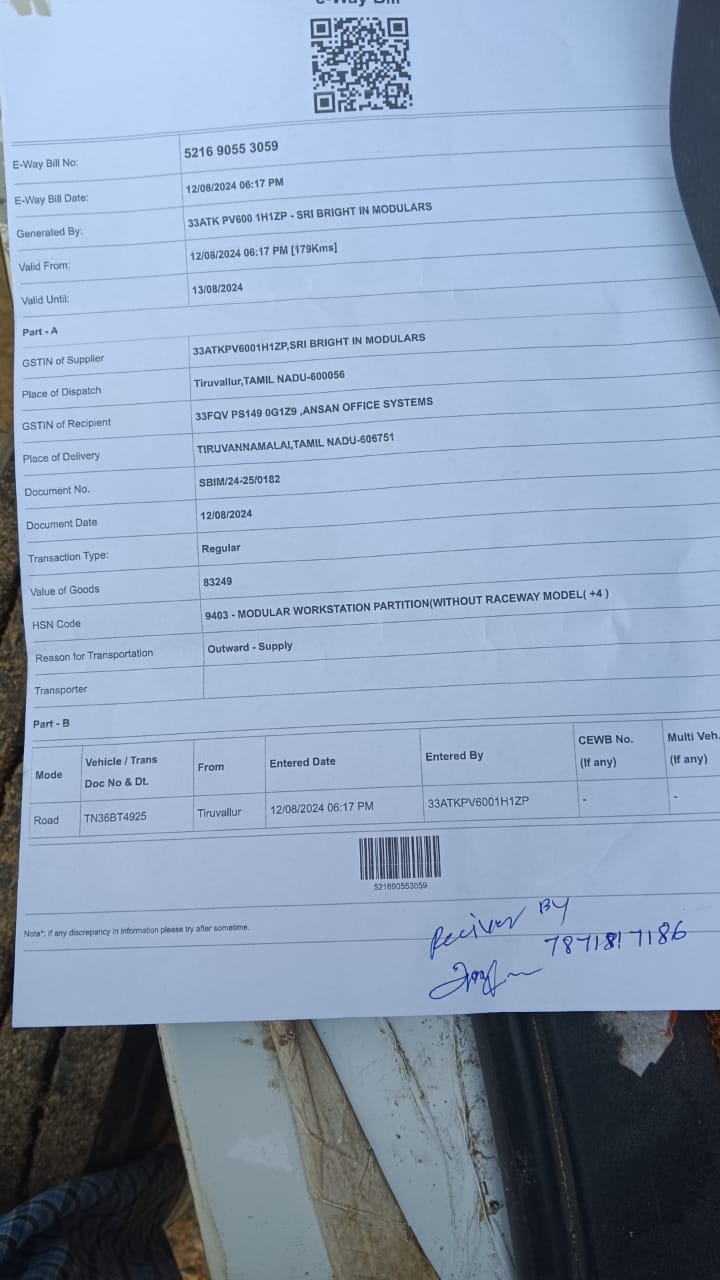 e-Way Bill
E-Way Bill No: 5216 9055 3059
E-Way Bill Date: 12/08/2024 06:17 PM
Generated By: 33ATK PV600 1H1ZP - SRI BRIGHT IN MODULARS
Valid From: 12/08/2024 06:17 PM [179Kms]
Valid Until: 13/08/2024
Part - A
GSTIN of Supplier 33ATKPV6001H1ZP,SRI BRIGHT IN MODULARS
Place of Dispatch Tiruvallur,TAMIL NADU-600056
GSTIN of Recipient 33FQV PS149 0G1Z9 ,ANSAN OFFICE SYSTEMS
Place of Delivery TIRUVANNAMALAI,TAMIL NADU-606751
Document No. SBIM/24-25/0182
Document Date 12/08/2024
Transaction Type: Regular
Value of Goods 83249
HSN Code 9403 - MODULAR WORKSTATION PARTITION(WITHOUT RACEWAY MODEL( +4 )
Reason for Transportation Outward - Supply
Transporter
Part - B
Mode Vehicle / Trans Doc No & Dt. From Entered Date Entered By CEWB No. (If any) Multi Veh. (If any)
Road TN36BT4925 Tiruvallur 12/08/2024 06:17 PM 33ATKPV6001H1ZP - -
521690553059
Note*: If any discrepancy in information please try after sometime.
Reciver BY
7871817186